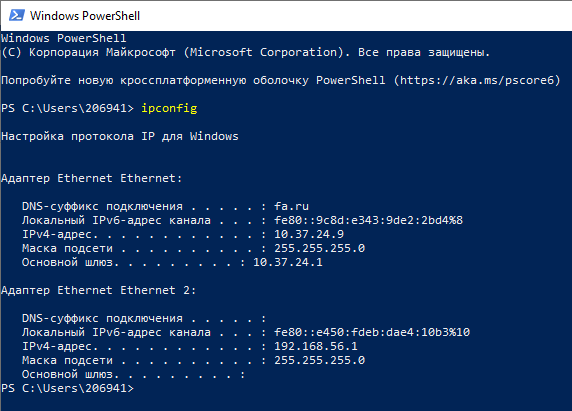 Windows PowerShell
Windows PowerShell
(C) Корпорация Майкрософт (Microsoft Corporation). Все права защищены.
Попробуйте новую кроссплатформенную оболочку PowerShell (https://aka.ms/pscore6)
PS C:\Users\206941> ipconfig
Настройка протокола IP для Windows
Адаптер Ethernet Ethernet:
DNS-суффикс подключения . . . . . : fa.ru
Локальный IPv6-адрес канала . . . : fe80::9c8d:e343:9de2:2bd4%8
IPv4-адрес. . . . . . . . . . . . : 10.37.24.9
Маска подсети . . . . . . . . . . : 255.255.255.0
Основной шлюз. . . . . . . . . : 10.37.24.1
Адаптер Ethernet Ethernet 2:
DNS-суффикс подключения . . . . . :
Локальный IPv6-адрес канала . . . : fe80::e450:fdeb:dae4:10b3%10
IPv4-адрес. . . . . . . . . . . . : 192.168.56.1
Маска подсети . . . . . . . . . . : 255.255.255.0
Основной шлюз. . . . . . . . . :
PS C:\Users\206941>